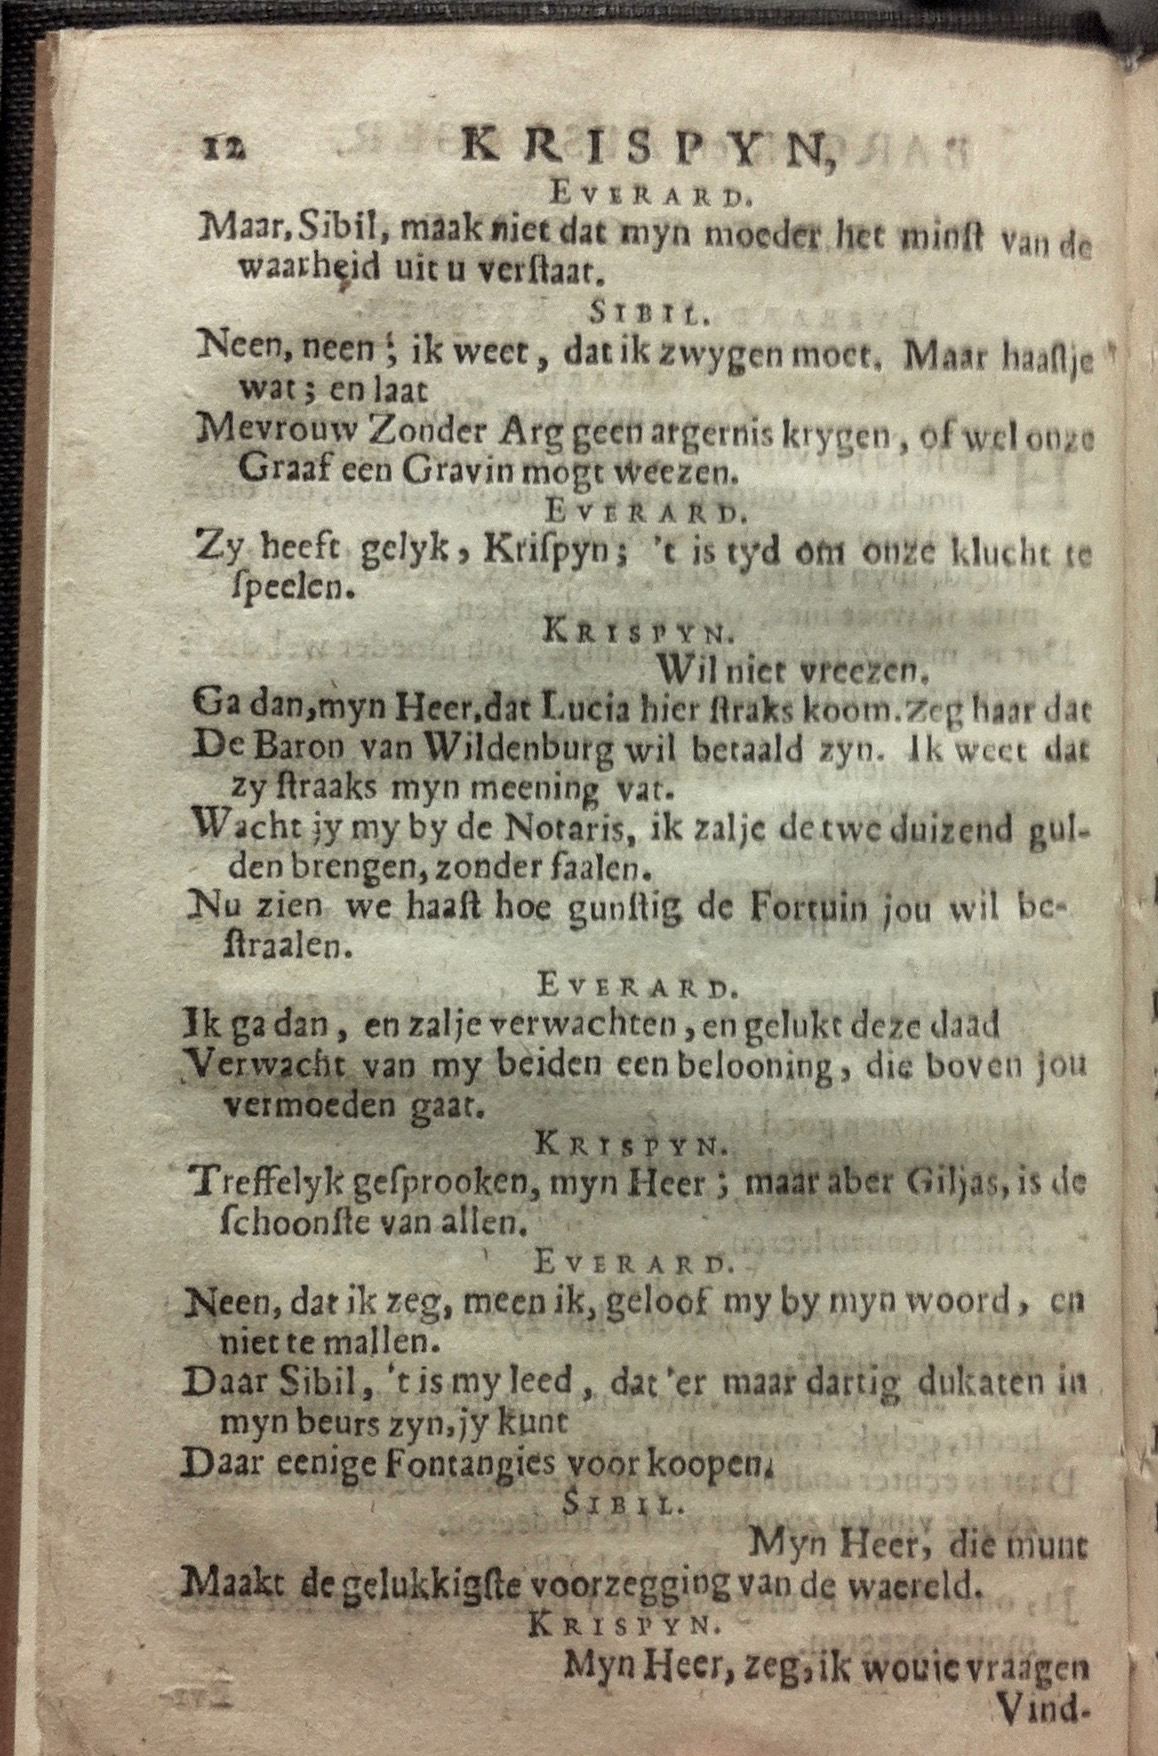 12 KRISPYN,
EVERARD.
Maar, Sibil, maak niet dat myn moeder het minſt van de
waarheid uit u verſtaat.
SIBIL.
Neen, neen; ik weet, dat ik zwygen moet. Maar haaſtje
wat; en laat
Mevrouw Zonder Arg geen argernis krygen, of wel onze
Graaf een Gravin mogt weezen.
EVERARD.
Zy heeft gelyk, Kriſpyn; 't is tyd om onze klucht te
ſpeelen.
KRISPYN.
Wil niet vreezen.
Ga dan, myn Heer, dat Lucia hier ſtraks koom. zeg haar dat
De Baron van Wildenburg wil betaald zyn. Ik weet dat
zy ſtraaks myn meening vat.
Wacht jy my by de Notaris, ik zalje de twe duizend gul-
den brengen, zonder faalen.
Nu zien we haaſt hoe gunſtig de Fortuin jou wil be-
ſtraalen.
EVERARD.
Ik ga dan, en zalje verwachten, en gelukt deze daad
Verwacht van my beiden een belooning, die boven jou
vermoeden gaat.
KRISPYN.
Treffelyk geſprooken, myn Heer; maar aber Giljas, is de
ſchoonſte van allen.
EVERARD.
Neen, dat ik zeg, meen ik, geloof my by myn woord, en
niet te mallen.
Daar Sibil, 't is my leed, dat 'er maar dartig dukaten in
myn beurs zyn, jy kunt
Daar eenige Fontangies voor koopen.
SIBIL.
Myn Heer, die munt
Maakt de gelukkigſte voorzegging van de waereld.
KRISPYN.
Myn Heer, zeg, ik wouje vraagen
Vind-